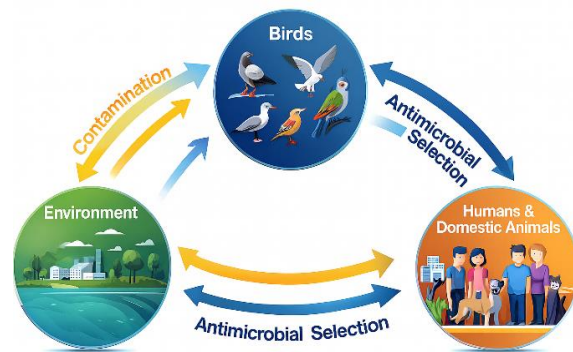 Birds
Contamination
Antimicrobial
Selection
Environment
Humans &
Domestic Animals
Antimicrobial Selection